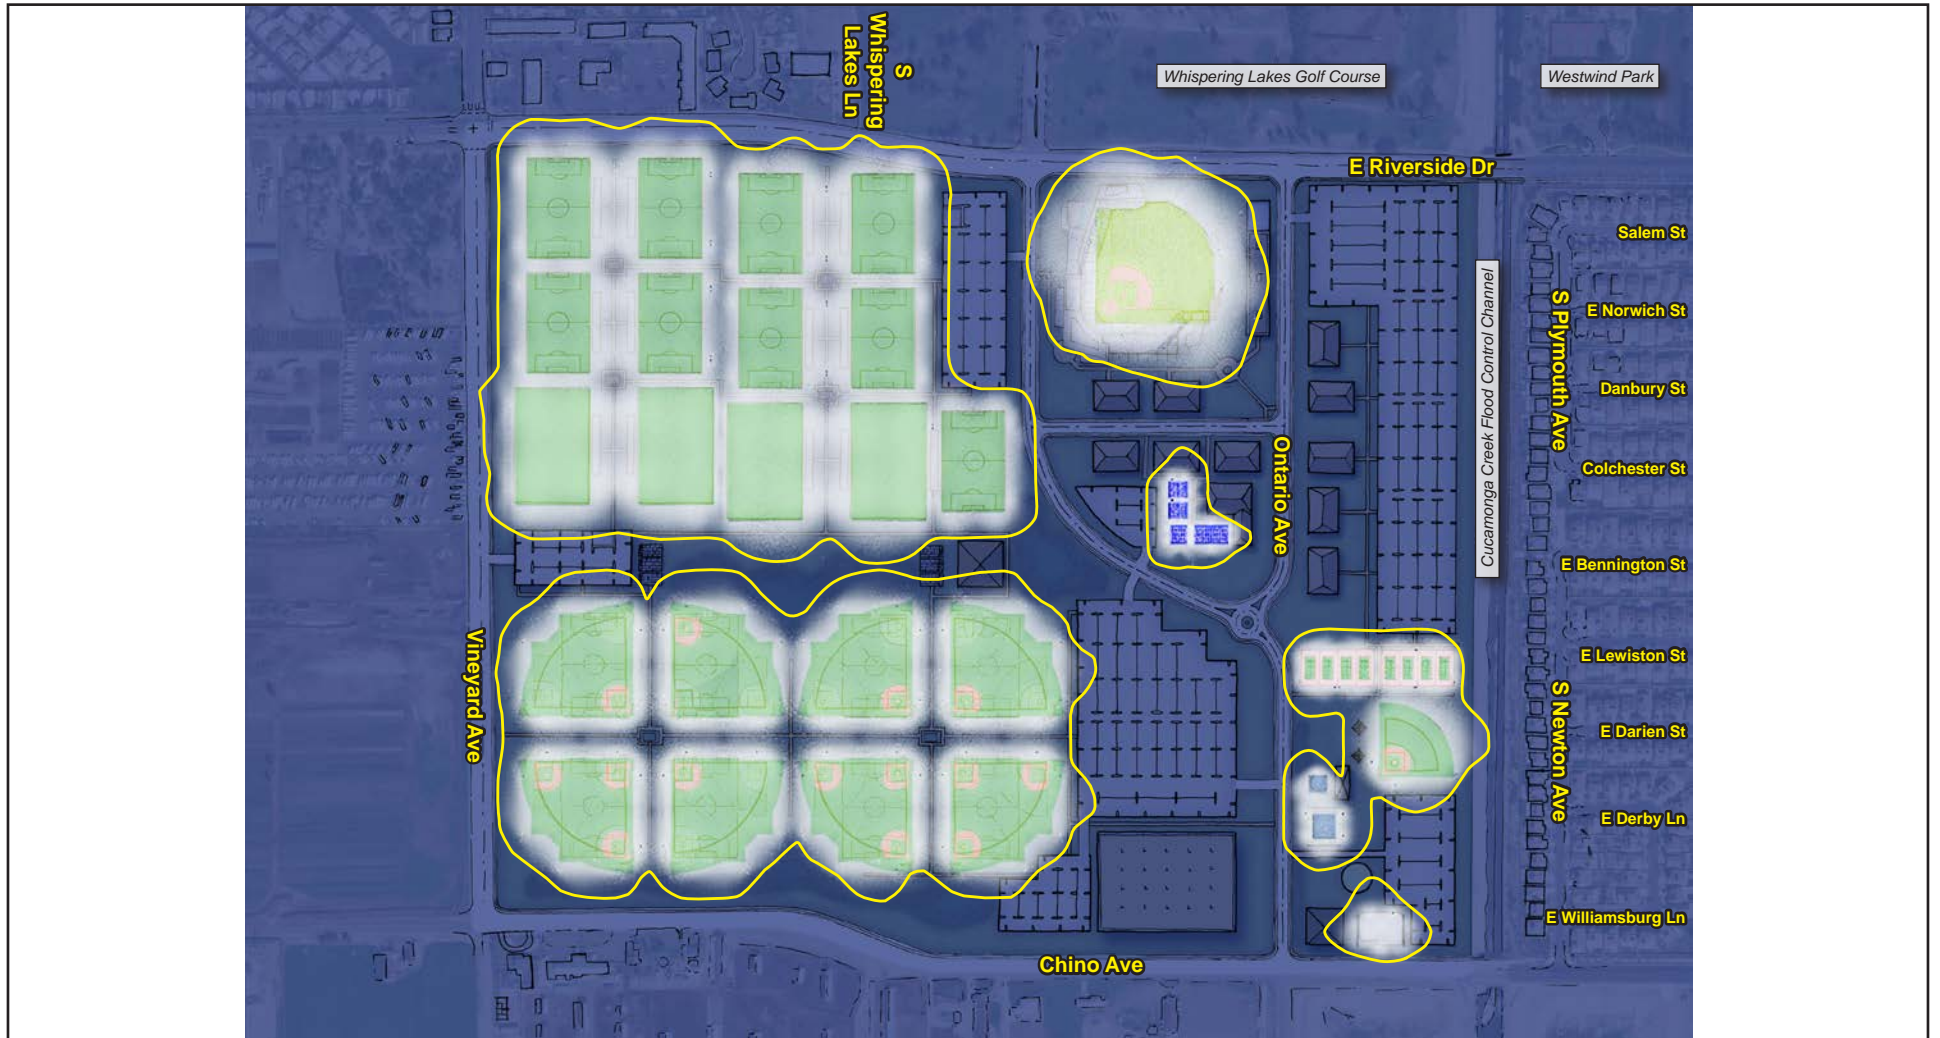 S
Whispering
Lakes Ln
Whispering Lakes Golf Course
Westwind Park
E Riverside Dr
Salem St
S Plymouth Ave
E Norwich St
Cucamonga Creek Flood Control Channel
Danbury St
Ontario Ave
Colchester St
E Bennington St
Vineyard Ave
E Lewiston St
S Newton Ave
E Darien St
E Derby Ln
E Williamsburg Ln
Chino Ave